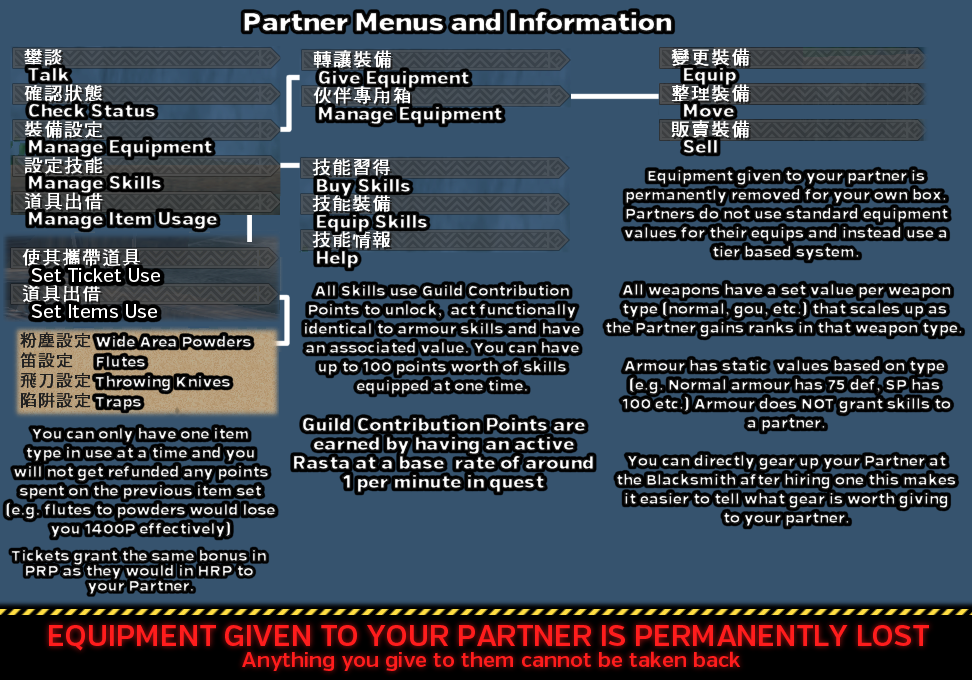 Partner Menus and Information
攀談
Talk
確認狀態
Check Status
裝備設定
Manage Equipment
設定技能
Manage Skills
道具出借
Manage Item Usage
使其攜帶道具
Set Ticket Use
道具出借
Set Items Use
粉塵設定 Wide Area Powders
笛設定 Flutes
飛刀設定 Throwing Knives
陷阱設定 Traps
You can only have one item
type in use at a time and you
will not get refunded any points
spent on the previous item set
(e.g. flutes to powders would lose
you 1400P effectively)
Tickets grant the same bonus in
PRP as they would in HRP to
your Partner.
轉讓裝備
Give Equipment
伙伴專用箱
Manage Equipment
技能習得
Buy Skills
技能裝備
Equip Skills
技能情報
Help
All Skills use Guild Contribution
Points to unlock, act functionally
identical to armour skills and have
an associated value. You can have
up to 100 points worth of skills
equipped at one time.
Guild Contribution Points are
earned by having an active
Rasta at a base rate of around
1 per minute in quest
變更裝備
Equip
整理裝備
Move
販賣裝備
Sell
Equipment given to your partner is
permanently removed for your own box.
Partners do not use standard equipment
values for their equips and instead use a
tier based system.
All weapons have a set value per weapon
type (normal, gou, etc.) that scales up as
the Partner gains ranks in that weapon type.
Armour has static values based on type
(e.g. Normal armour has 75 def, SP has
100 etc.) Armour does NOT grant skills to
a partner.
You can directly gear up your Partner at
the Blacksmith after hiring one this makes
it easier to tell what gear is worth giving
to your partner.
EQUIPMENT GIVEN TO YOUR PARTNER IS PERMANENTLY LOST
Anything you give to them cannot be taken back